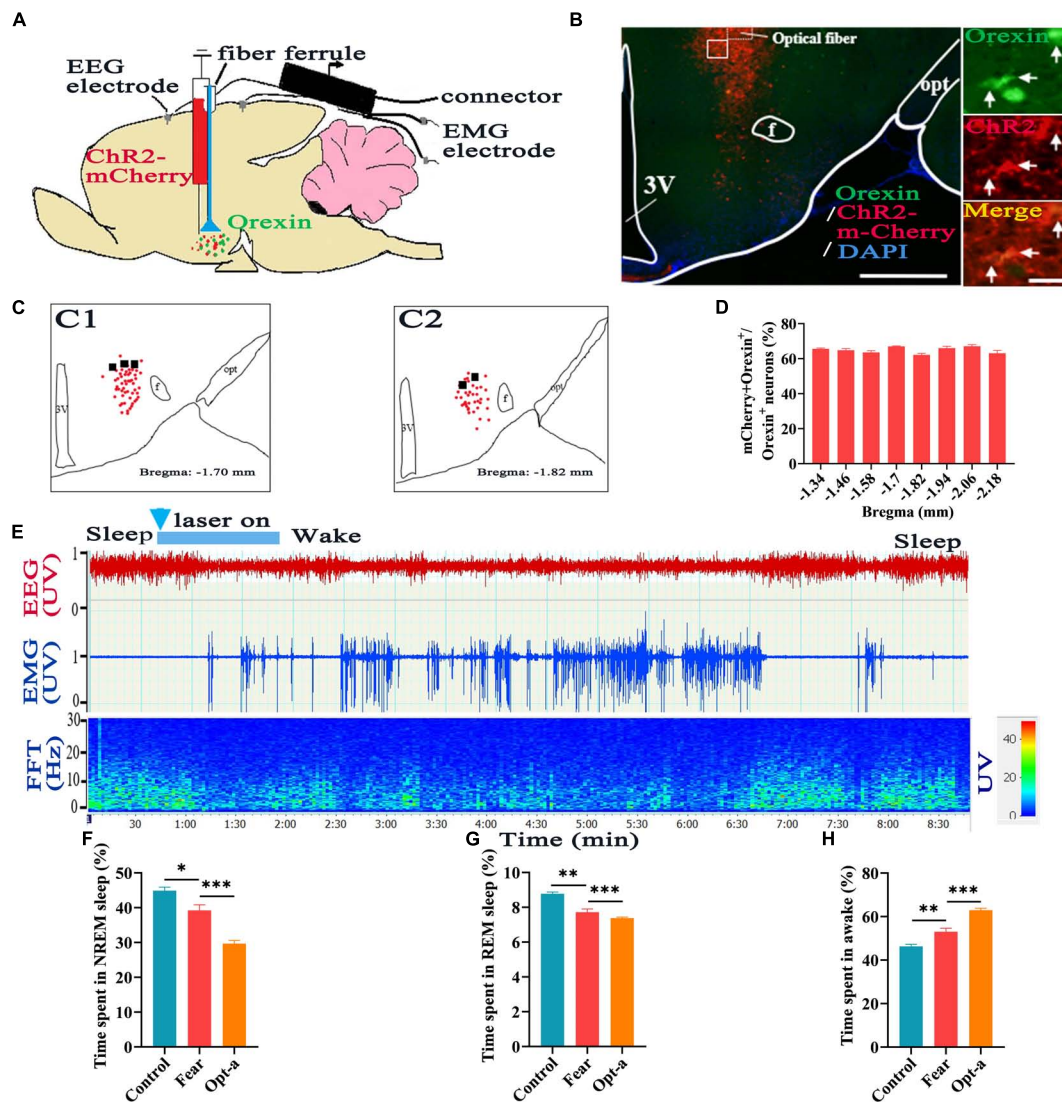 A
fiber ferrule
EEG
electrode
connector
EMG
electrode
ChR2-
mCherry
Orexin
B
Optical fiber
opt
f
3V
Orexin
/ ChR2-
m-Cherry
/ DAPI
Orexin
ChR2
Merge
C
C1
3V
f
opt
Bregma: -1.70 mm
C2
3V
f
opt
Bregma: -1.82 mm
D
mCherry+Orexin+/
Orexin+ neurons (%)
80
60
40
20
0
-1.34 -1.46 -1.58 -1.7 -1.82 -1.94 -2.06 -2.18
Bregma (mm)
E
laser on
Sleep Wake Sleep
EEG
(UV)
1
0
EMG
(UV)
1
0
FFT
(Hz)
30
20
10
0
40
20
0
UV
30 1:00 1:30 2:00 2:30 3:00 3:30 4:00 4:30 5:00 5:30 6:00 6:30 7:00 7:30 8:00 8:30
Time (min)
F
Time spent in NREM sleep (%)
50
40
30
20
10
0
* ***
Control Fear Opt-a
G
Time spent in REM sleep (%)
10
8
6
4
2
0
** ***
Control Fear Opt-a
H
Time spent in awake (%)
80
60
40
20
0
** ***
Control Fear Opt-a